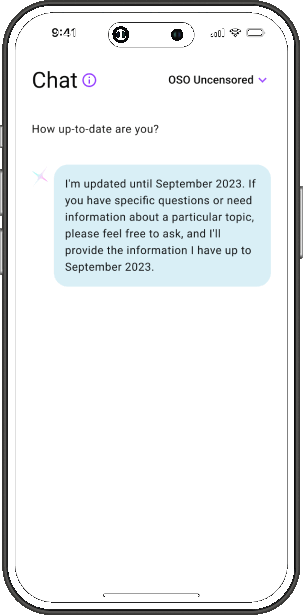 9:41
Chat
OSO Uncensored
How up-to-date are you?
I'm updated until September 2023. If
you have specific questions or need
information about a particular topic,
please feel free to ask, and I'll
provide the information I have up to
September 2023.